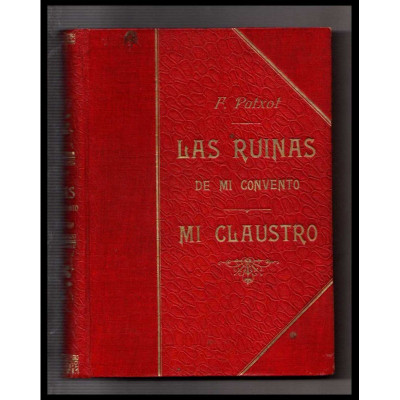 F. Patxot
LAS RUINAS
DE MI CONVENTO
MI CLAUSTRO